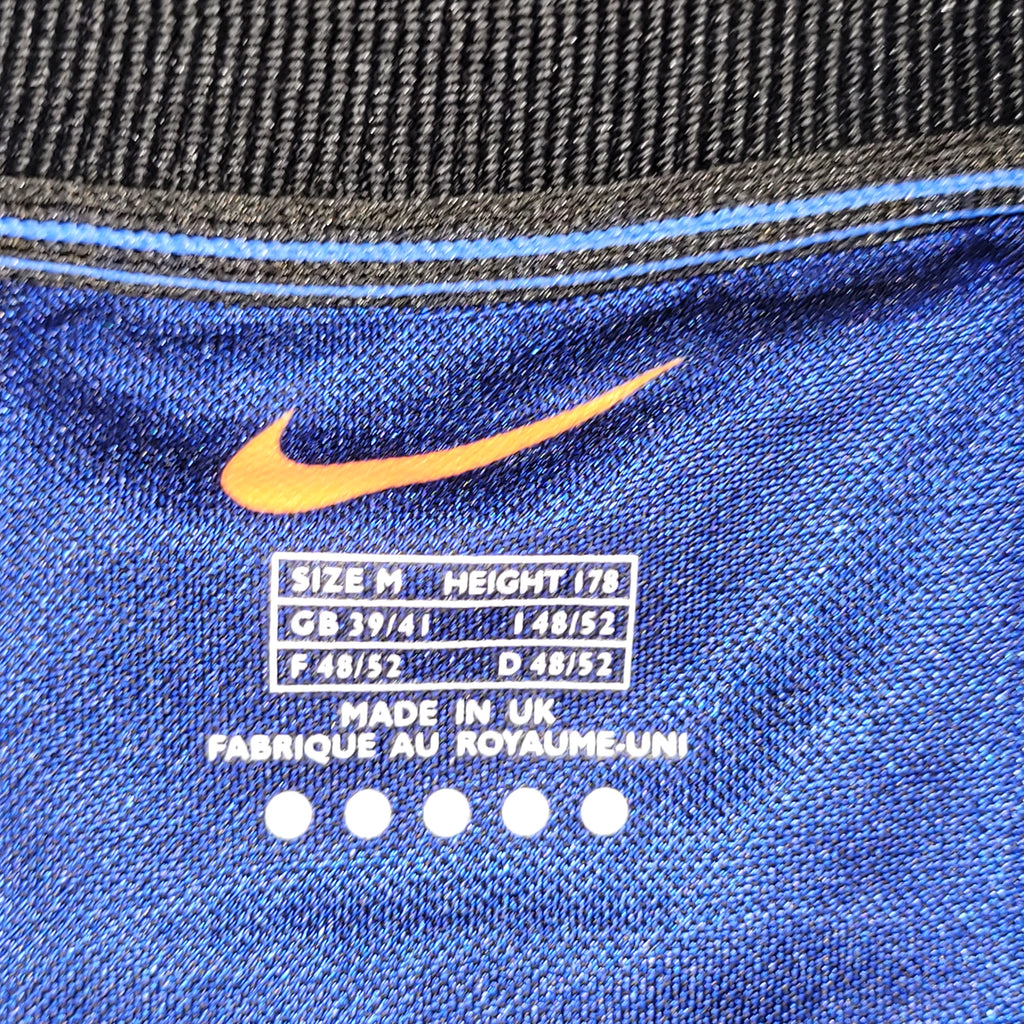 SIZE M HEIGHT 178
GB 39/41 I 48/52
F 48/52 D 48/52
MADE IN UK
FABRIQUE AU ROYAUME-UNI